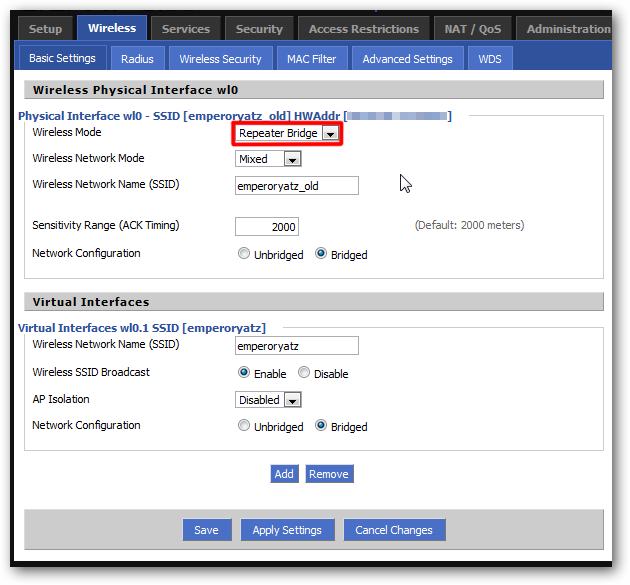 Setup Wireless Services Security Access Restrictions NAT / QoS Administration
Basic Settings Radius Wireless Security MAC Filter Advanced Settings WDS
Wireless Physical Interface wl0
Physical Interface wl0 - SSID [emperoryatz_old] HWAddr [ ]
Wireless Mode Repeater Bridge
Wireless Network Mode Mixed
Wireless Network Name (SSID) emperoryatz_old
Sensitivity Range (ACK Timing) 2000 (Default: 2000 meters)
Network Configuration Unbridged Bridged
Virtual Interfaces
Virtual Interfaces wl0.1 SSID [emperoryatz]
Wireless Network Name (SSID) emperoryatz
Wireless SSID Broadcast Enable Disable
AP Isolation Disabled
Network Configuration Unbridged Bridged
Add Remove
Save Apply Settings Cancel Changes